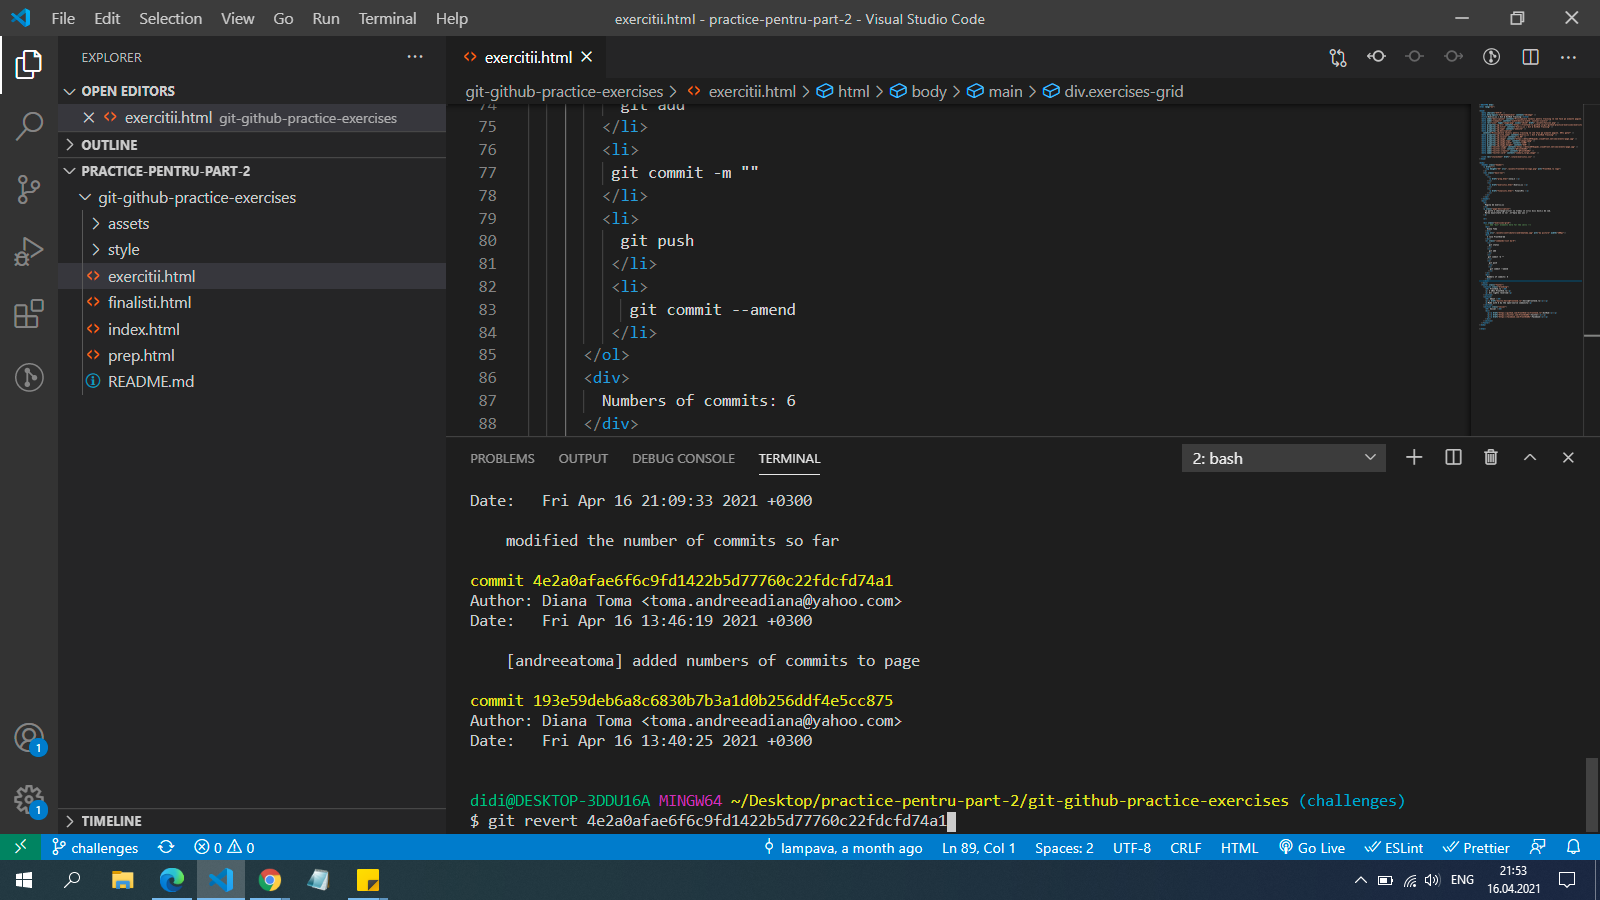 File Edit Selection View Go Run Terminal Help
exercitii.html - practice-pentru-part-2 - Visual Studio Code
EXPLORER
OPEN EDITORS
exercitii.html git-github-practice-exercises
OUTLINE
PRACTICE-PENTRU-PART-2
git-github-practice-exercises
assets
style
exercitii.html
finalisti.html
index.html
prep.html
README.md
TIMELINE
1
1
exercitii.html
git-github-practice-exercises > exercitii.html > html > body > main > div.exercises-grid
74 git add
75 </li>
76 <li>
77 git commit -m ""
78 </li>
79 <li>
80 git push
81 </li>
82 <li>
83 git commit --amend
84 </li>
85 </ol>
86 <div>
87 Numbers of commits: 6
88 </div>
PROBLEMS OUTPUT DEBUG CONSOLE TERMINAL
2: bash
Date: Fri Apr 16 21:09:33 2021 +0300
modified the number of commits so far
commit 4e2a0afae6f6c9fd1422b5d77760c22fdcfd74a1
Author: Diana Toma <toma.andreeadiana@yahoo.com>
Date: Fri Apr 16 13:46:19 2021 +0300
[andreeatoma] added numbers of commits to page
commit 193e59deb6a8c6830b7b3a1d0b256ddf4e5cc875
Author: Diana Toma <toma.andreeadiana@yahoo.com>
Date: Fri Apr 16 13:40:25 2021 +0300
didi@DESKTOP-3DDU16A MINGW64 ~/Desktop/practice-pentru-part-2/git-github-practice-exercises (challenges)
$ git revert 4e2a0afae6f6c9fd1422b5d77760c22fdcfd74a1
challenges 0 0 lampava, a month ago Ln 89, Col 1 Spaces: 2 UTF-8 CRLF HTML Go Live ESLint Prettier
ENG
21:53
16.04.2021